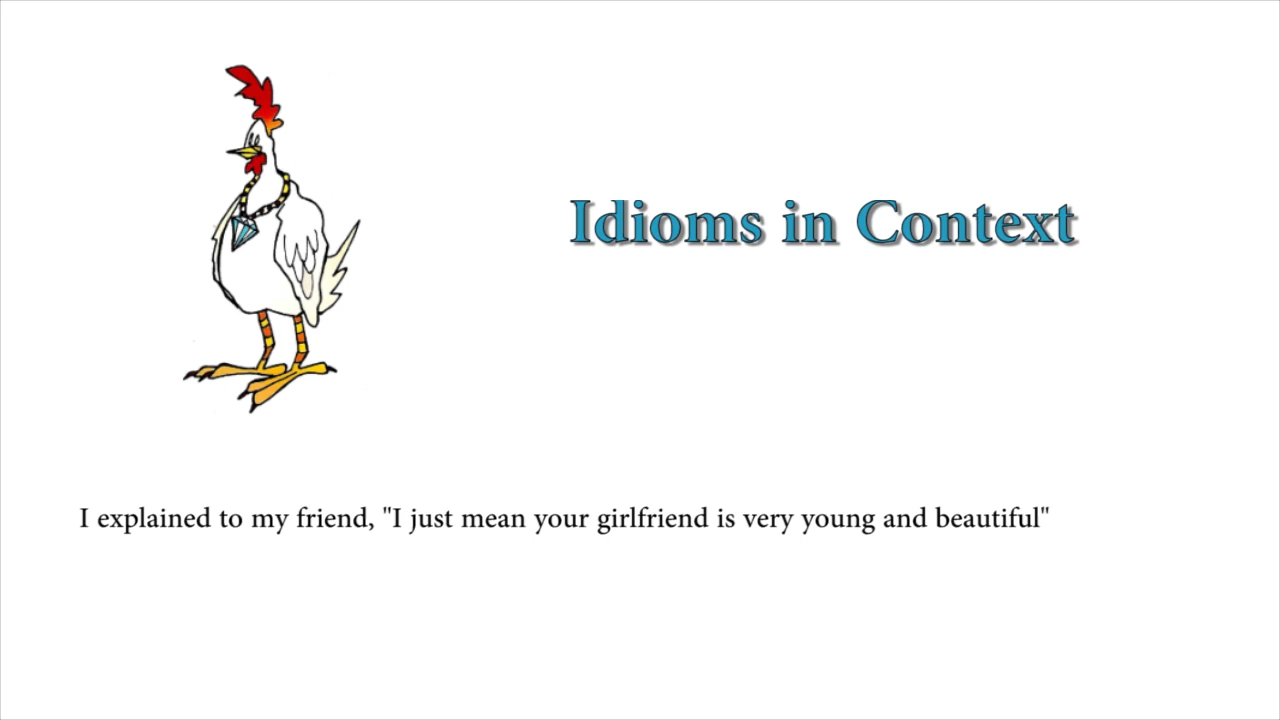 Idioms in Context
I explained to my friend, "I just mean your girlfriend is very young and beautiful"